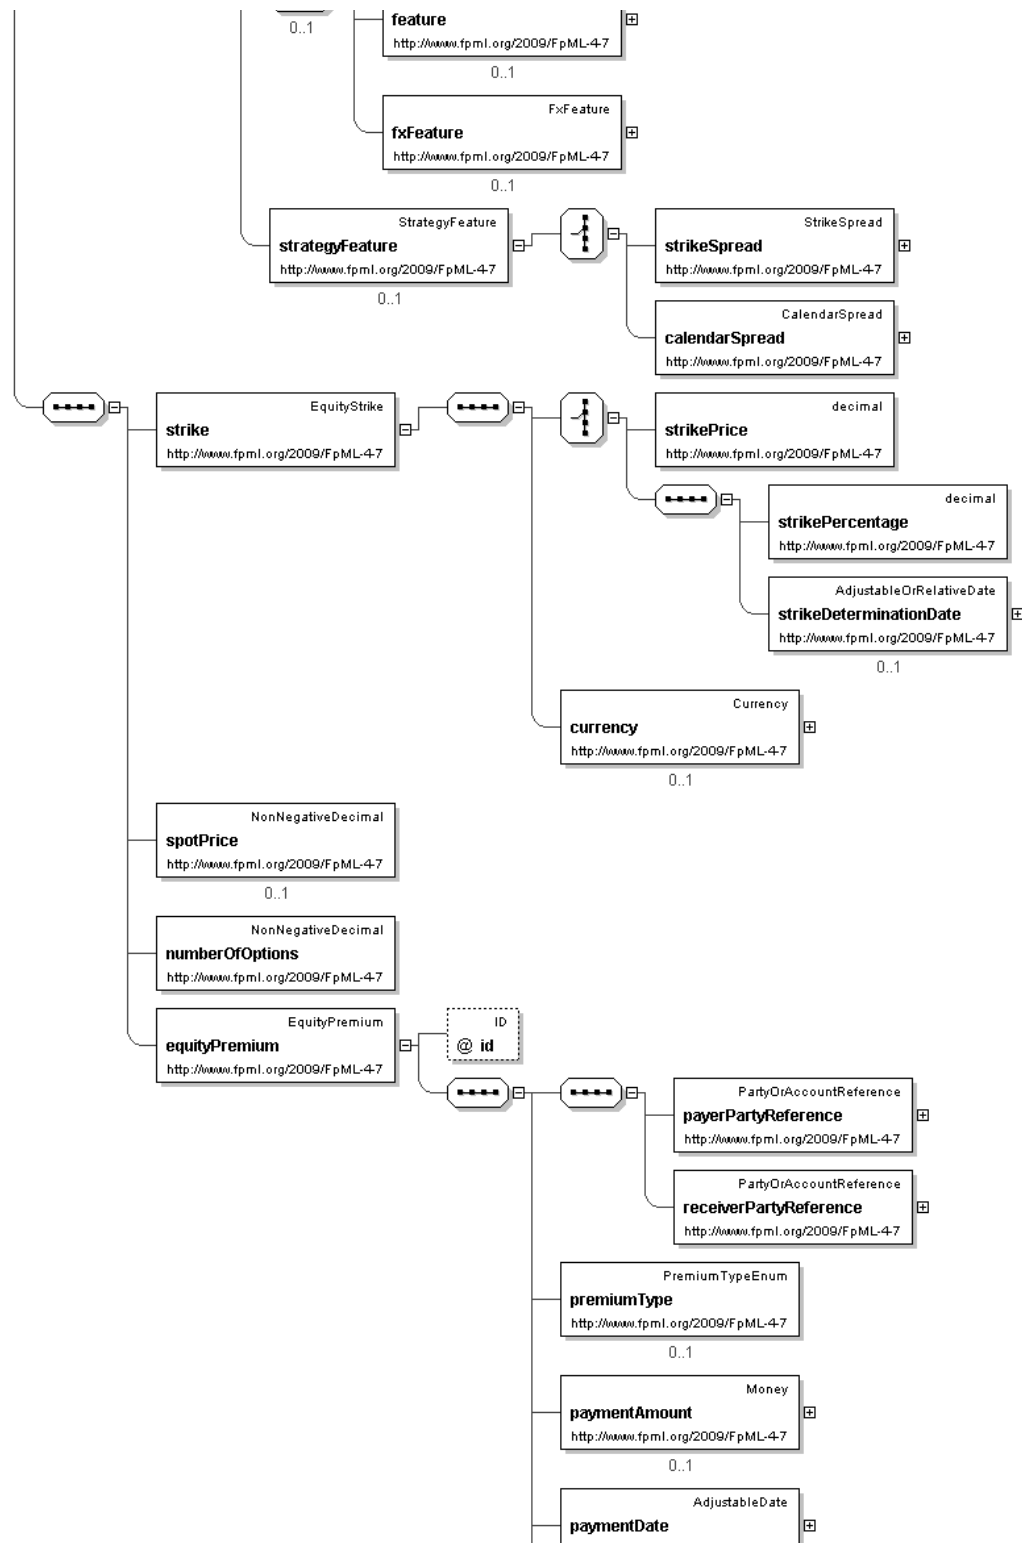 feature
http://www.fpml.org/2009/FpML-4-7
0..1
0..1
FxFeature
fxFeature
http://www.fpml.org/2009/FpML-4-7
0..1
StrategyFeature
strategyFeature
http://www.fpml.org/2009/FpML-4-7
0..1
StrikeSpread
strikeSpread
http://www.fpml.org/2009/FpML-4-7
CalendarSpread
calendarSpread
http://www.fpml.org/2009/FpML-4-7
EquityStrike
strike
http://www.fpml.org/2009/FpML-4-7
decimal
strikePrice
http://www.fpml.org/2009/FpML-4-7
decimal
strikePercentage
http://www.fpml.org/2009/FpML-4-7
AdjustableOrRelativeDate
strikeDeterminationDate
http://www.fpml.org/2009/FpML-4-7
0..1
Currency
currency
http://www.fpml.org/2009/FpML-4-7
0..1
NonNegativeDecimal
spotPrice
http://www.fpml.org/2009/FpML-4-7
0..1
NonNegativeDecimal
numberOfOptions
http://www.fpml.org/2009/FpML-4-7
EquityPremium
equityPremium
http://www.fpml.org/2009/FpML-4-7
ID
@ id
PartyOrAccountReference
payerPartyReference
http://www.fpml.org/2009/FpML-4-7
PartyOrAccountReference
receiverPartyReference
http://www.fpml.org/2009/FpML-4-7
PremiumTypeEnum
premiumType
http://www.fpml.org/2009/FpML-4-7
0..1
Money
paymentAmount
http://www.fpml.org/2009/FpML-4-7
0..1
AdjustableDate
paymentDate